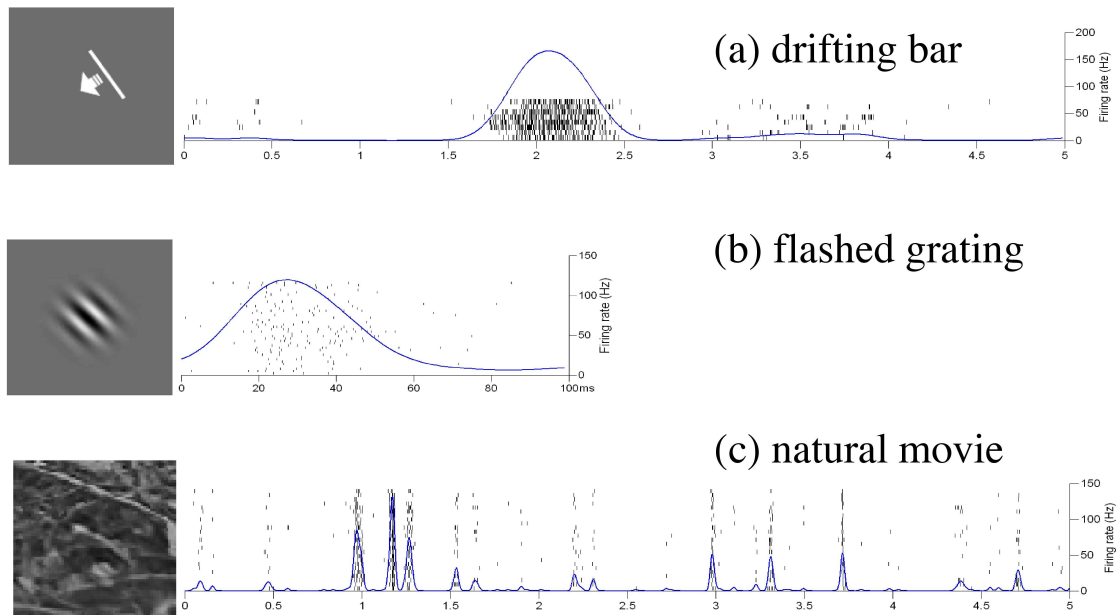 (a) drifting bar
200
150
100
50
0
Firing rate (Hz)
0 0.5 1 1.5 2 2.5 3 3.5 4 4.5 5
(b) flashed grating
150
100
50
0
Firing rate (Hz)
0 20 40 60 80 100ms
(c) natural movie
150
100
50
0
Firing rate (Hz)
0 0.5 1 1.5 2 2.5 3 3.5 4 4.5 5